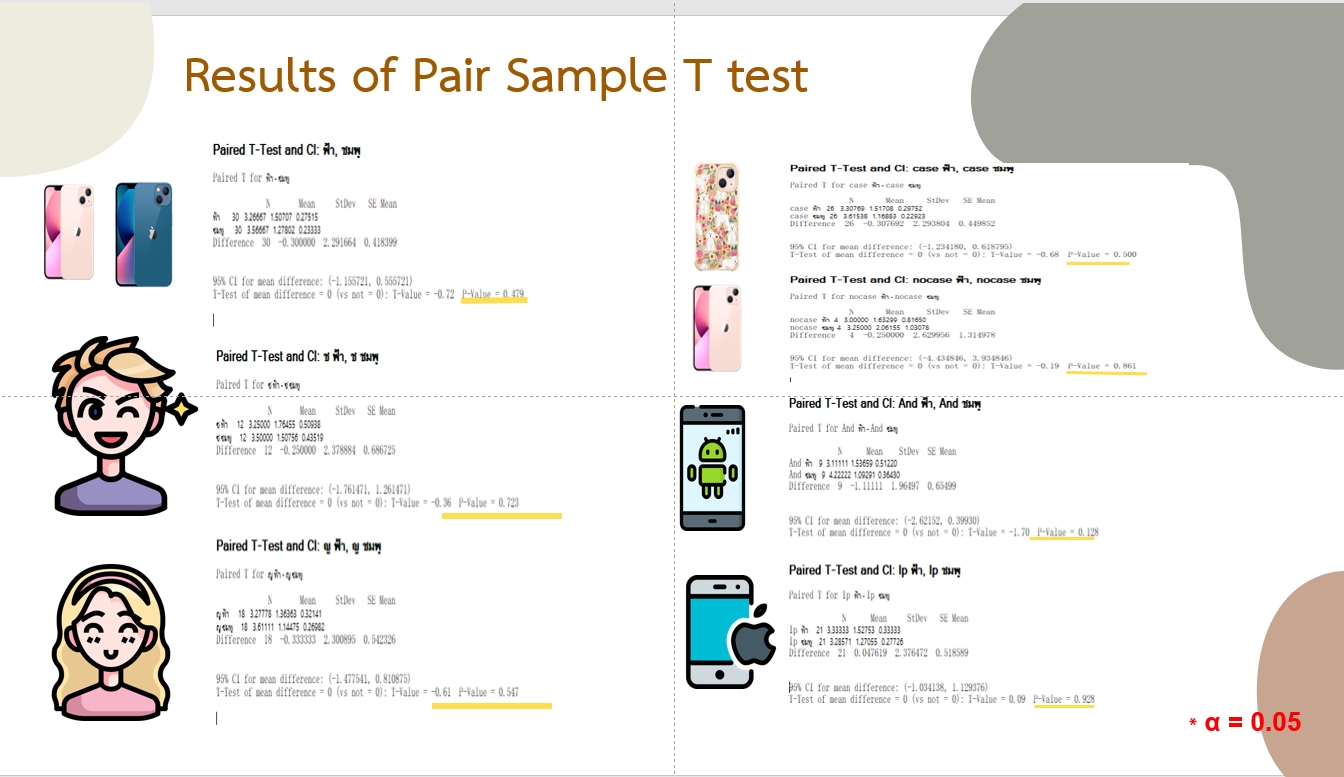 Results of Pair Sample T test
Paired T-Test and CI: ฟ้า, ชมพู
Paired T for ฟ้า - ชมพู
N Mean StDev SE Mean
ฟ้า 30 3.26667 1.50707 0.27515
ชมพู 30 3.56667 1.27802 0.23333
Difference 30 -0.300000 2.291664 0.418399
95% CI for mean difference: (-1.155721, 0.555721)
T-Test of mean difference = 0 (vs not = 0): T-Value = -0.72 P-Value = 0.479
Paired T-Test and CI: ช ฟ้า, ช ชมพู
Paired T for ช ฟ้า - ช ชมพู
N Mean StDev SE Mean
ช ฟ้า 12 3.25000 1.76455 0.50938
ช ชมพู 12 3.50000 1.50756 0.43519
Difference 12 -0.250000 2.378884 0.686725
95% CI for mean difference: (-1.761471, 1.261471)
T-Test of mean difference = 0 (vs not = 0): T-Value = -0.36 P-Value = 0.723
Paired T-Test and CI: ญ ฟ้า, ญ ชมพู
Paired T for ญ ฟ้า - ญ ชมพู
N Mean StDev SE Mean
ญ ฟ้า 18 3.27778 1.36363 0.32141
ญ ชมพู 18 3.61111 1.14475 0.26982
Difference 18 -0.333333 2.300895 0.542326
95% CI for mean difference: (-1.477541, 0.810875)
T-Test of mean difference = 0 (vs not = 0): T-Value = -0.61 P-Value = 0.547
Paired T-Test and CI: case ฟ้า, case ชมพู
Paired T for case ฟ้า - case ชมพู
N Mean StDev SE Mean
case ฟ้า 26 3.30769 1.51708 0.29752
case ชมพู 26 3.61538 1.16883 0.22923
Difference 26 -0.307692 2.293804 0.449852
95% CI for mean difference: (-1.234180, 0.618795)
T-Test of mean difference = 0 (vs not = 0): T-Value = -0.68 P-Value = 0.500
Paired T-Test and CI: nocase ฟ้า, nocase ชมพู
Paired T for nocase ฟ้า - nocase ชมพู
N Mean StDev SE Mean
nocase ฟ้า 4 3.00000 1.63299 0.81650
nocase ชมพู 4 3.25000 2.06155 1.03078
Difference 4 -0.250000 2.629956 1.314978
95% CI for mean difference: (-4.434846, 3.934846)
T-Test of mean difference = 0 (vs not = 0): T-Value = -0.19 P-Value = 0.861
Paired T-Test and CI: And ฟ้า, And ชมพู
Paired T for And ฟ้า - And ชมพู
N Mean StDev SE Mean
And ฟ้า 9 3.11111 1.53659 0.51220
And ชมพู 9 4.22222 1.09291 0.36430
Difference 9 -1.11111 1.96497 0.65499
95% CI for mean difference: (-2.62152, 0.39930)
T-Test of mean difference = 0 (vs not = 0): T-Value = -1.70 P-Value = 0.128
Paired T-Test and CI: Ip ฟ้า, Ip ชมพู
Paired T for Ip ฟ้า - Ip ชมพู
N Mean StDev SE Mean
Ip ฟ้า 21 3.33333 1.52753 0.33333
Ip ชมพู 21 3.28571 1.27055 0.27726
Difference 21 0.047619 2.376472 0.518589
95% CI for mean difference: (-1.034138, 1.129376)
T-Test of mean difference = 0 (vs not = 0): T-Value = 0.09 P-Value = 0.928
* α = 0.05